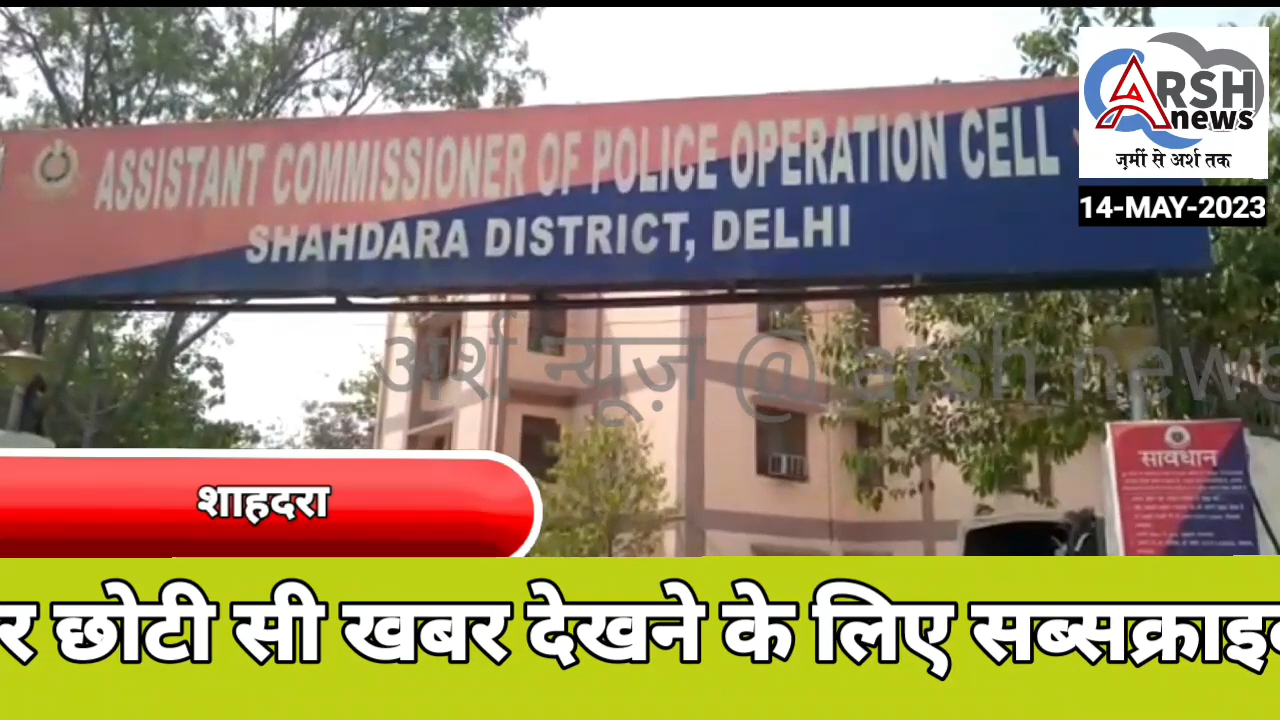 ASSISTANT COMMISSIONER OF POLICE OPERATION CELL
SHAHDARA DISTRICT, DELHI
ARSH
news
ज़मीं से अर्श तक
14-MAY-2023
अर्श न्यूज़ @ arsh news
सावधान
शाहदरा
र छोटी सी खबर देखने के लिए सब्सक्राइब